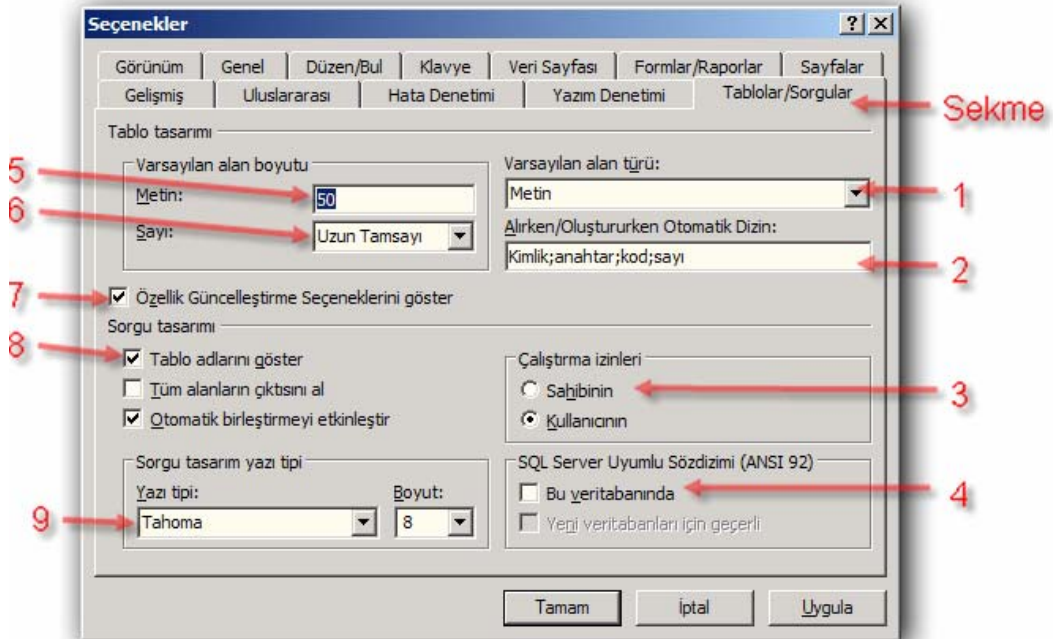 Seçenekler
Görünüm Genel Düzen/Bul Klavye Veri Sayfası Formlar/Raporlar Sayfalar
Gelişmiş Uluslararası Hata Denetimi Yazım Denetimi Tablolar/Sorgular
Sekme
Tablo tasarımı
Varsayılan alan boyutu
Varsayılan alan türü:
5
Metin:
50
Metin
1
6
Sayı:
Uzun Tamsayı
Alırken/Oluştururken Otomatik Dizin:
Kimlik;anahtar;kod;sayı
2
7
Özellik Güncelleştirme Seçeneklerini göster
Sorgu tasarımı
8
Tablo adlarını göster
Tüm alanların çıktısını al
Otomatik birleştirmeyi etkinleştir
Çalıştırma izinleri
Sahibinin
3
Kullanıcının
Sorgu tasarım yazı tipi
Yazı tipi: Boyut:
9
Tahoma 8
SQL Server Uyumlu Sözdizimi (ANSI 92)
Bu veritabanında
4
Yeni veritabanları için geçerli
Tamam İptal Uygula